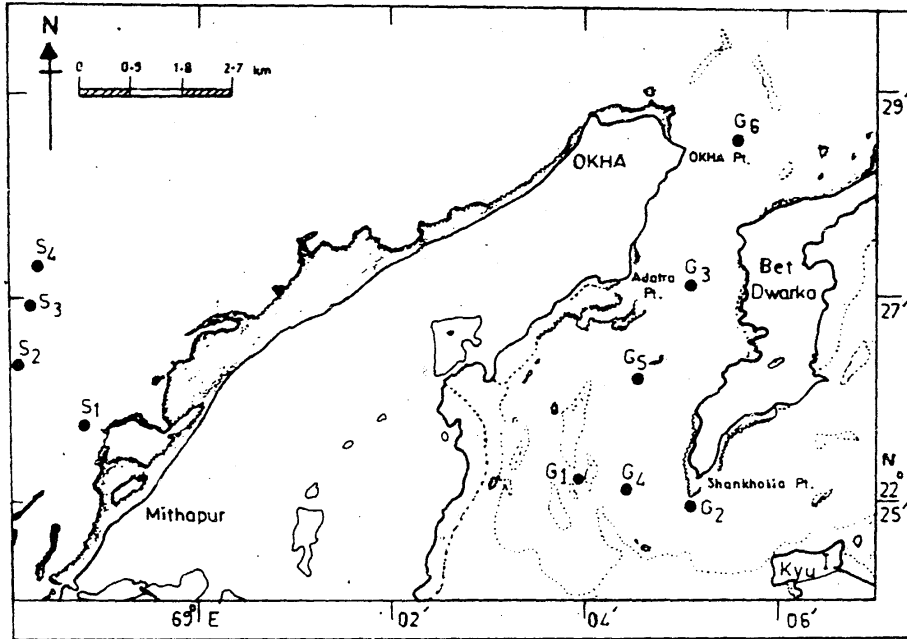 N
0 0.9 1.8 2.7 km
29'
G6
OKHA
OKHA Pt.
S4
G3
Bet
Dwarka
Adatra
Pt.
S3
27'
S2
G5
S1
G1
G4
Shankhodia Pt.
N
22°
25'
Mithapur
G2
Kyu
69°E
02'
04'
06'